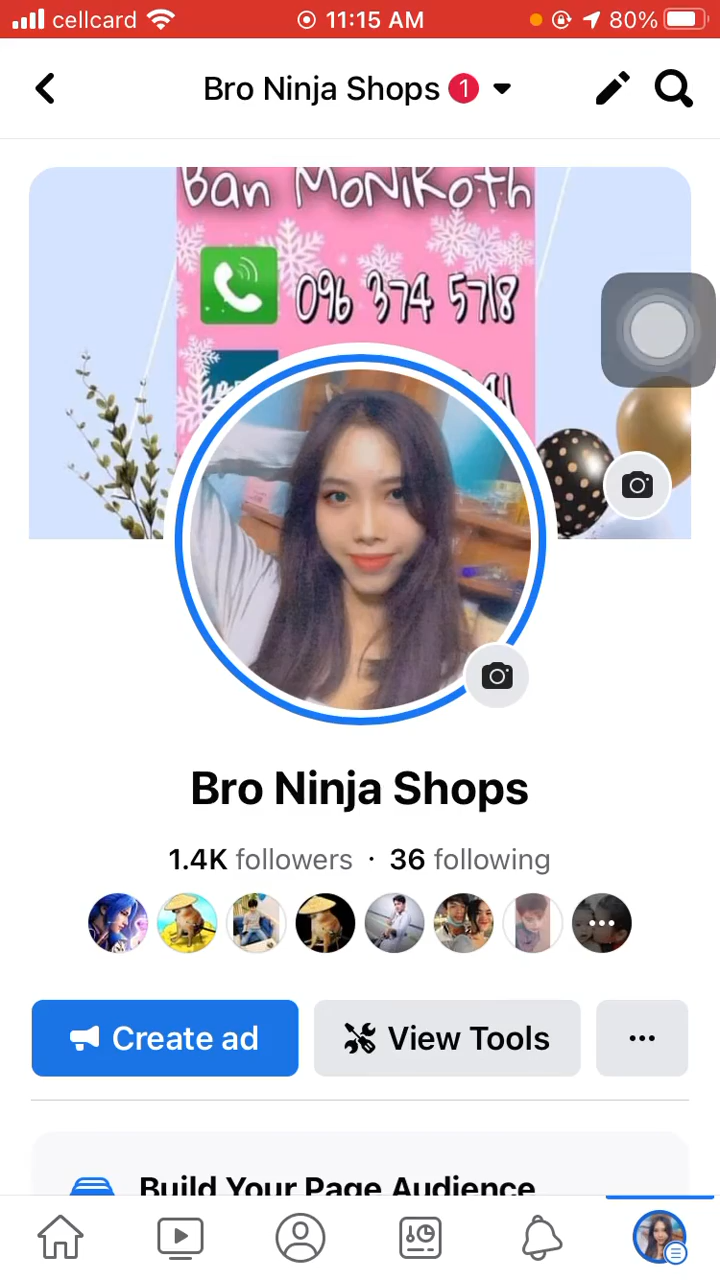 cellcard 11:15 AM 80%
Bro Ninja Shops 1
Ban MoNiKoth
096 374 5718
Bro Ninja Shops
1.4K followers · 36 following
Create ad
View Tools
Build Your Page Audience